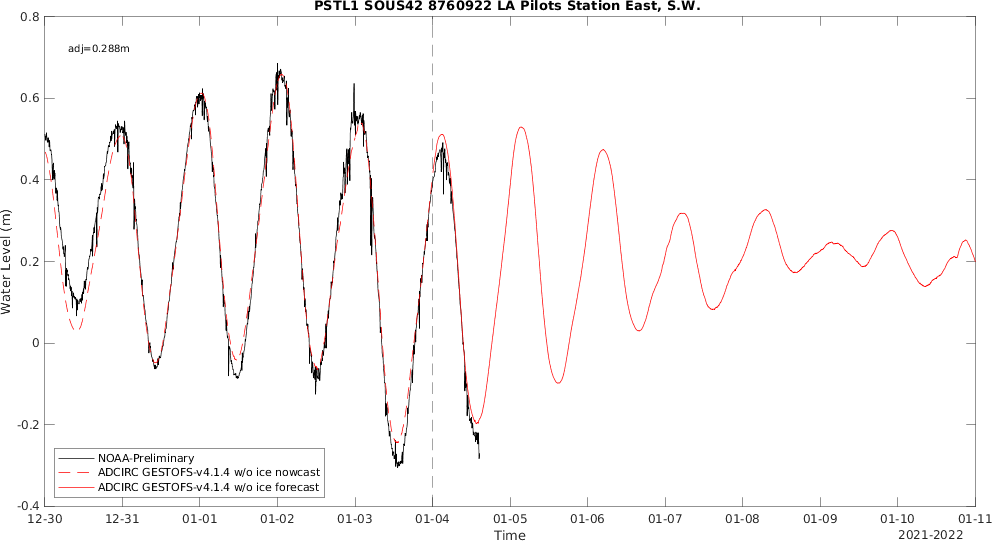 PSTL1 SOUS42 8760922 LA Pilots Station East, S.W.
0.8
adj=0.288m
0.6
0.4
0.2
0
-0.2
-0.4
Water Level (m)
NOAA-Preliminary
ADCIRC GESTOFS-v4.1.4 w/o ice nowcast
ADCIRC GESTOFS-v4.1.4 w/o ice forecast
12-30 12-31 01-01 01-02 01-03 01-04 01-05 01-06 01-07 01-08 01-09 01-10 01-11
Time
2021-2022